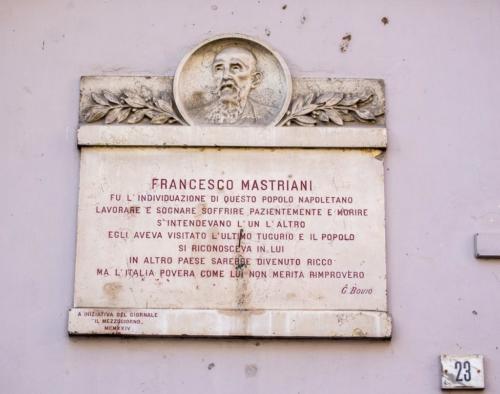 FRANCESCO MASTRIANI
FU L'INDIVIDUAZIONE DI QUESTO POPOLO NAPOLETANO
LAVORARE E SOGNARE SOFFRIRE PAZIENTEMENTE E MORIRE
S'INTENDEVANO L'UN L'ALTRO
EGLI AVEVA VISITATO L'ULTIMO TUGURIO E IL POPOLO
SI RICONOSCEVA IN LUI
IN ALTRO PAESE SAREBBE DIVENUTO RICCO
MA L'ITALIA POVERA COME LUI NON MERITA RIMPROVERO
G. BOVIO
A INIZIATIVA DEL GIORNALE
"IL MEZZOGIORNO"
MCMXXIV
23